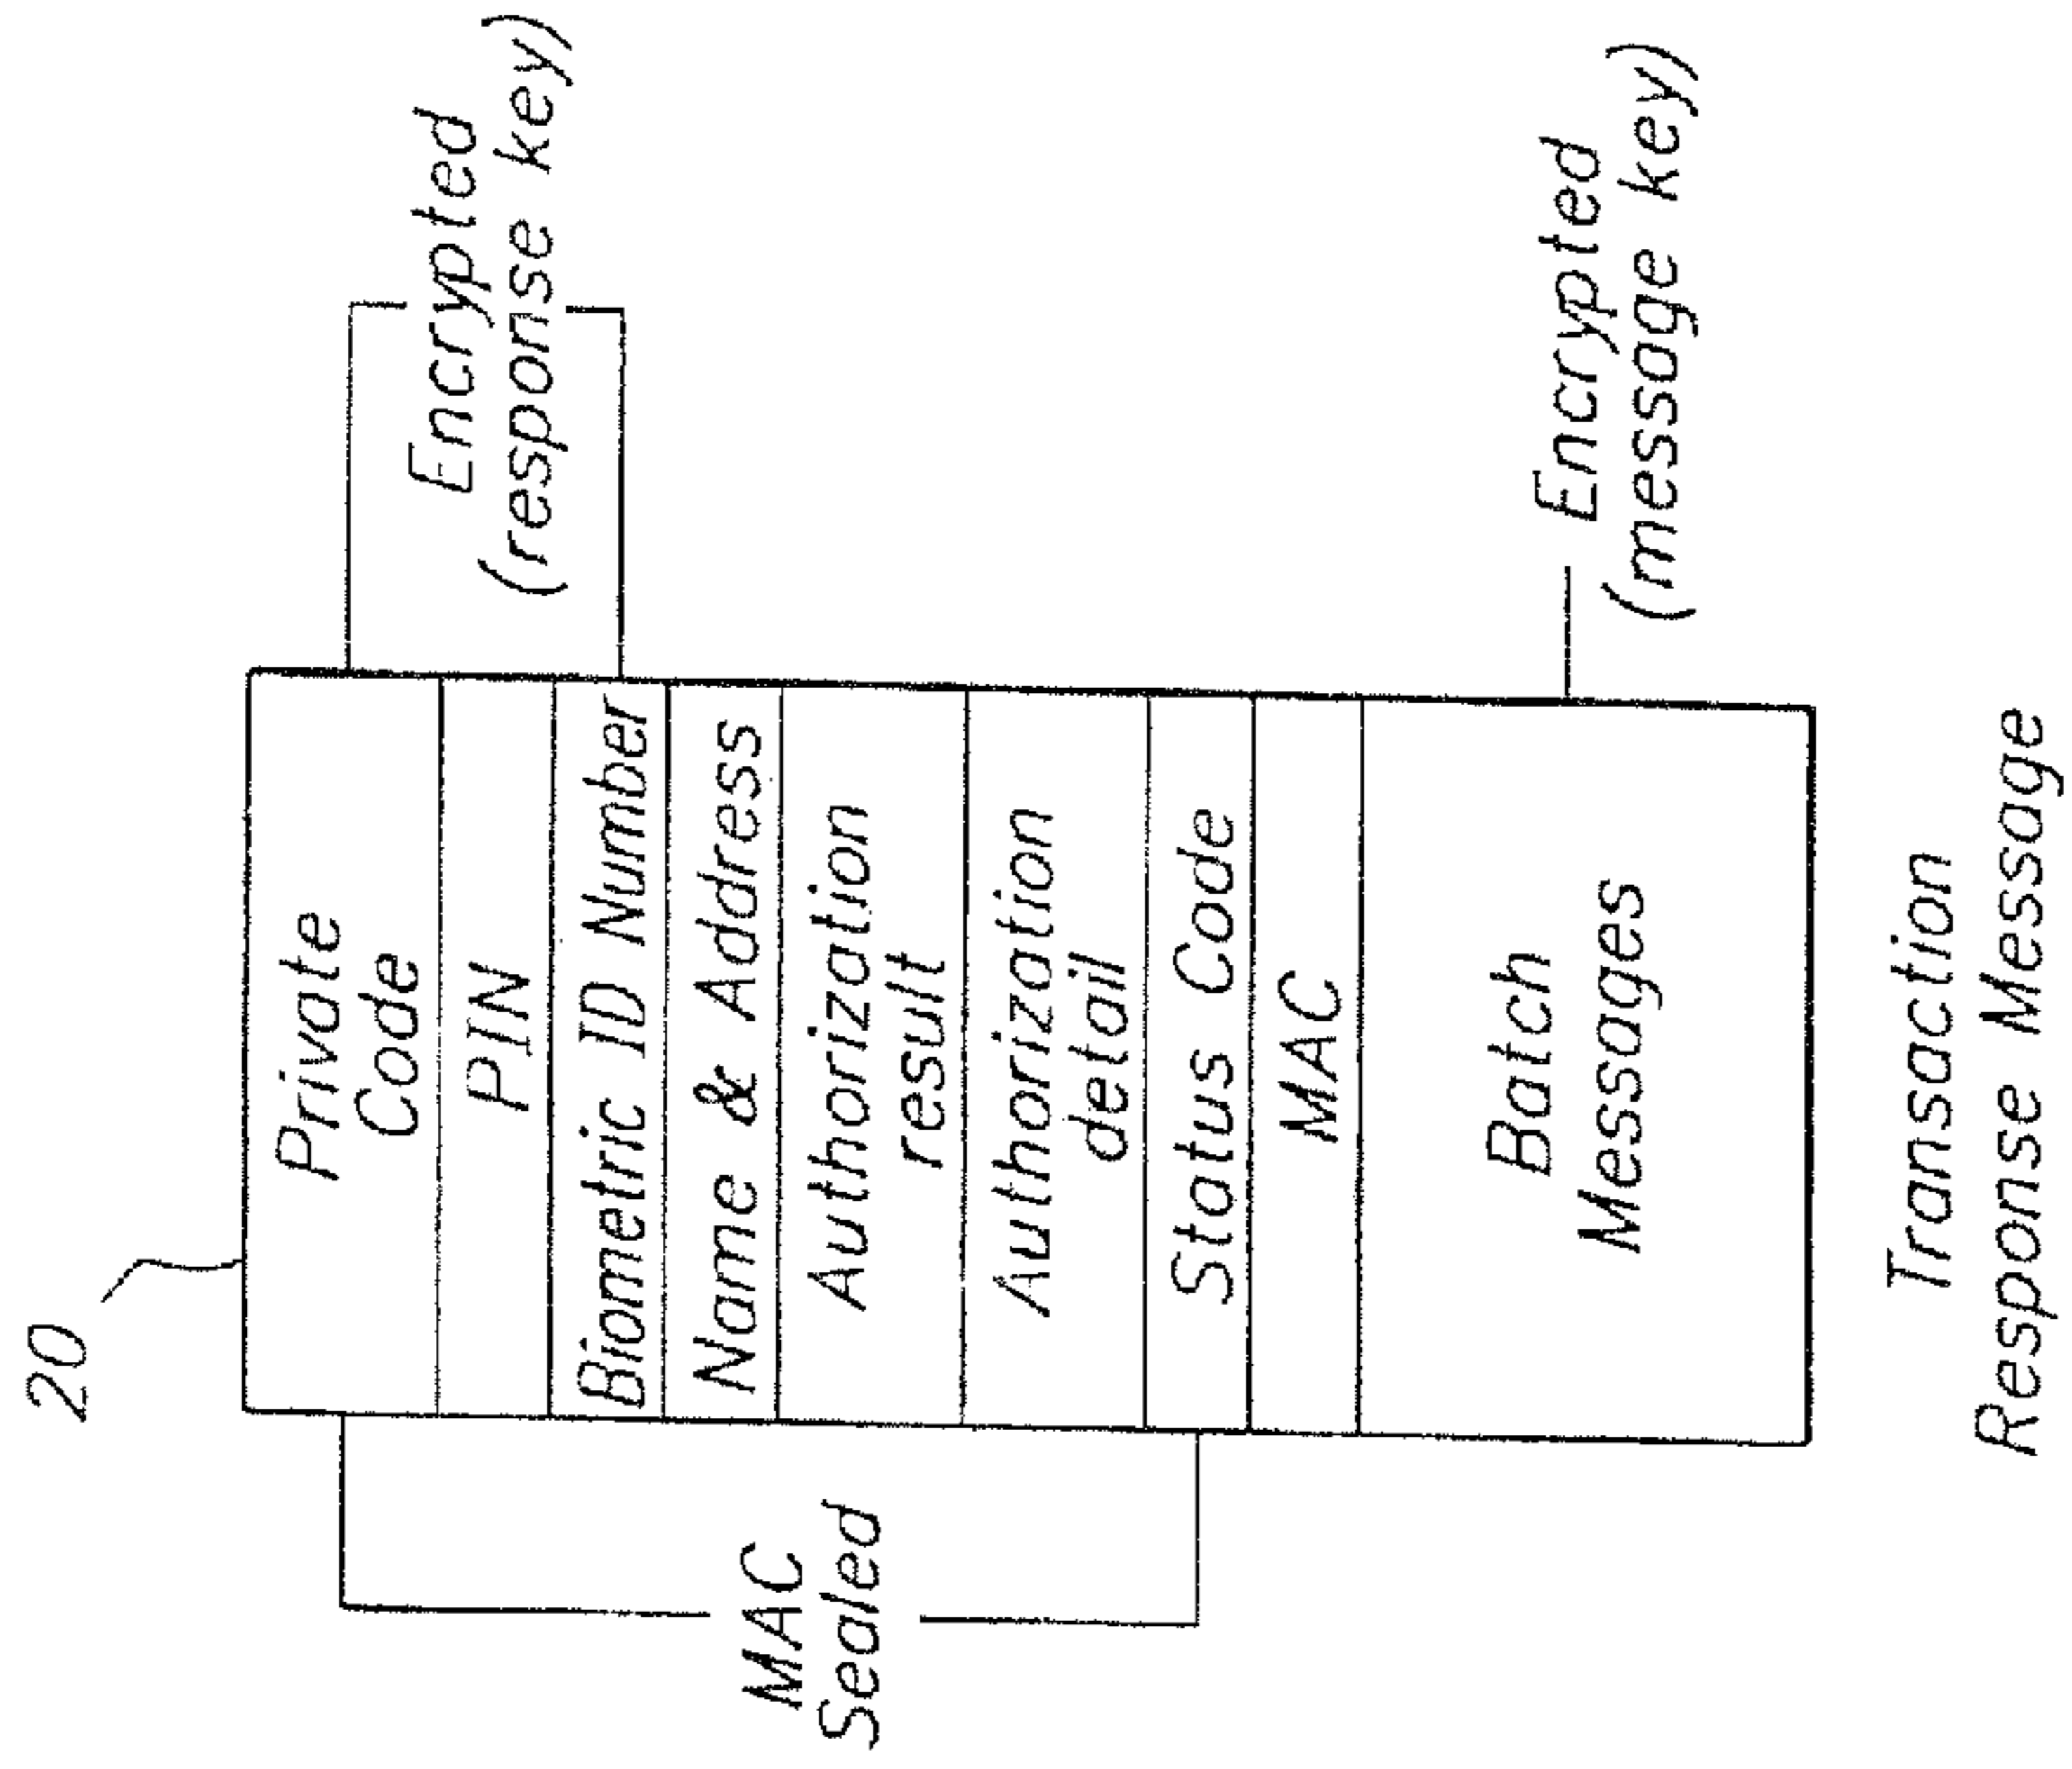 20
Private
Code
PIN
Biometric ID Number
Name & Address
Authorization
result
Authorization
detail
Status Code
MAC
Batch
Messages
MAC
Sealed
Encrypted
(response key)
Encrypted
(message key)
Transaction
Response Message